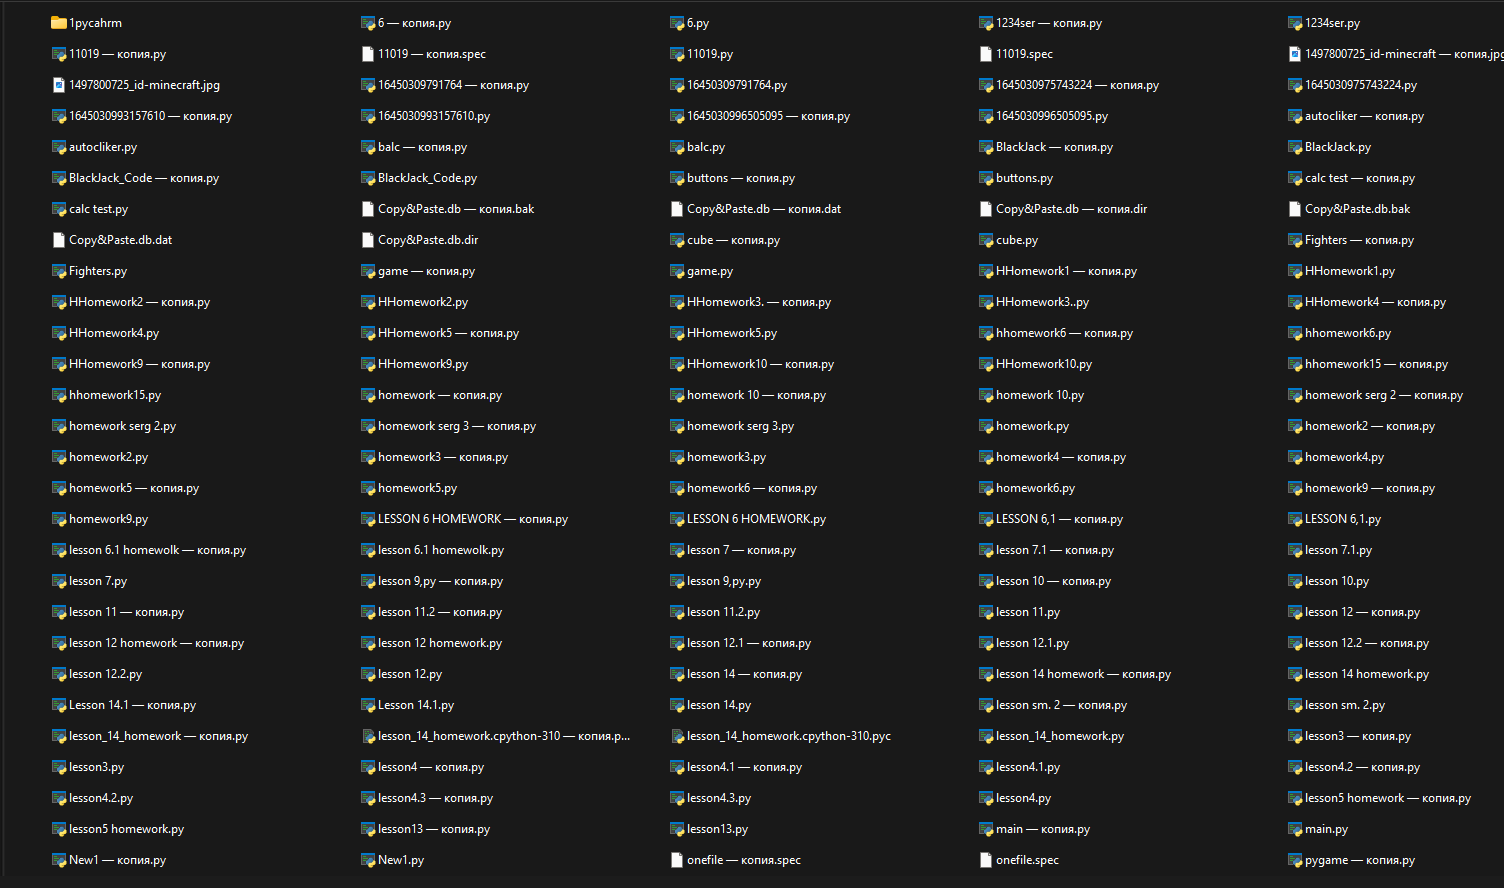 1pycahrm
6 — копия.py
6.py
1234ser — копия.py
1234ser.py
11019 — копия.py
11019 — копия.spec
11019.py
11019.spec
1497800725_id-minecraft — копия.jpg
1497800725_id-minecraft.jpg
16450309791764 — копия.py
16450309791764.py
1645030975743224 — копия.py
1645030975743224.py
1645030993157610 — копия.py
1645030993157610.py
1645030996505095 — копия.py
1645030996505095.py
autocliker — копия.py
autocliker.py
balc — копия.py
balc.py
BlackJack — копия.py
BlackJack.py
BlackJack_Code — копия.py
BlackJack_Code.py
buttons — копия.py
buttons.py
calc test — копия.py
calc test.py
Copy&Paste.db — копия.bak
Copy&Paste.db — копия.dat
Copy&Paste.db — копия.dir
Copy&Paste.db.bak
Copy&Paste.db.dat
Copy&Paste.db.dir
cube — копия.py
cube.py
Fighters — копия.py
Fighters.py
game — копия.py
game.py
HHomework1 — копия.py
HHomework1.py
HHomework2 — копия.py
HHomework2.py
HHomework3. — копия.py
HHomework3..py
HHomework4 — копия.py
HHomework4.py
HHomework5 — копия.py
HHomework5.py
hhomework6 — копия.py
hhomework6.py
HHomework9 — копия.py
HHomework9.py
HHomework10 — копия.py
HHomework10.py
hhomework15 — копия.py
hhomework15.py
homework — копия.py
homework 10 — копия.py
homework 10.py
homework serg 2 — копия.py
homework serg 2.py
homework serg 3 — копия.py
homework serg 3.py
homework.py
homework2 — копия.py
homework2.py
homework3 — копия.py
homework3.py
homework4 — копия.py
homework4.py
homework5 — копия.py
homework5.py
homework6 — копия.py
homework6.py
homework9 — копия.py
homework9.py
LESSON 6 HOMEWORK — копия.py
LESSON 6 HOMEWORK.py
LESSON 6,1 — копия.py
LESSON 6,1.py
lesson 6.1 homewolk — копия.py
lesson 6.1 homewolk.py
lesson 7 — копия.py
lesson 7.1 — копия.py
lesson 7.1.py
lesson 7.py
lesson 9,py — копия.py
lesson 9,py.py
lesson 10 — копия.py
lesson 10.py
lesson 11 — копия.py
lesson 11.2 — копия.py
lesson 11.2.py
lesson 11.py
lesson 12 — копия.py
lesson 12 homework — копия.py
lesson 12 homework.py
lesson 12.1 — копия.py
lesson 12.1.py
lesson 12.2 — копия.py
lesson 12.2.py
lesson 12.py
lesson 14 — копия.py
lesson 14 homework — копия.py
lesson 14 homework.py
Lesson 14.1 — копия.py
Lesson 14.1.py
lesson 14.py
lesson sm. 2 — копия.py
lesson sm. 2.py
lesson_14_homework — копия.py
lesson_14_homework.cpython-310 — копия.p...
lesson_14_homework.cpython-310.pyc
lesson_14_homework.py
lesson3 — копия.py
lesson3.py
lesson4 — копия.py
lesson4.1 — копия.py
lesson4.1.py
lesson4.2 — копия.py
lesson4.2.py
lesson4.3 — копия.py
lesson4.3.py
lesson4.py
lesson5 homework — копия.py
lesson5 homework.py
lesson13 — копия.py
lesson13.py
main — копия.py
main.py
New1 — копия.py
New1.py
onefile — копия.spec
onefile.spec
pygame — копия.py